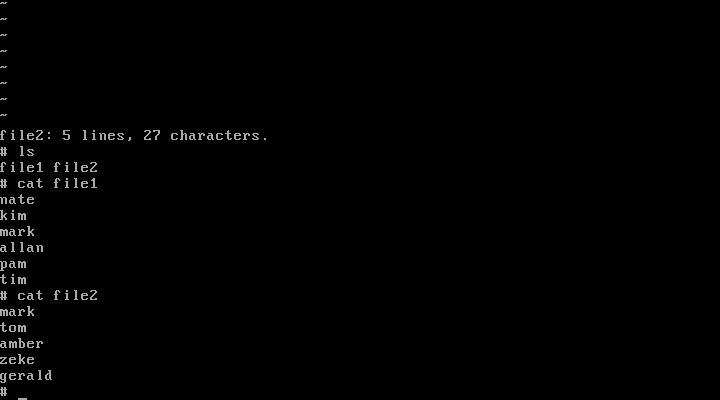 ~
~
~
~
~
~
~
~
file2: 5 lines, 27 characters.
# ls
file1 file2
# cat file1
nate
kim
mark
allan
pam
tim
# cat file2
mark
tom
amber
zeke
gerald
# _